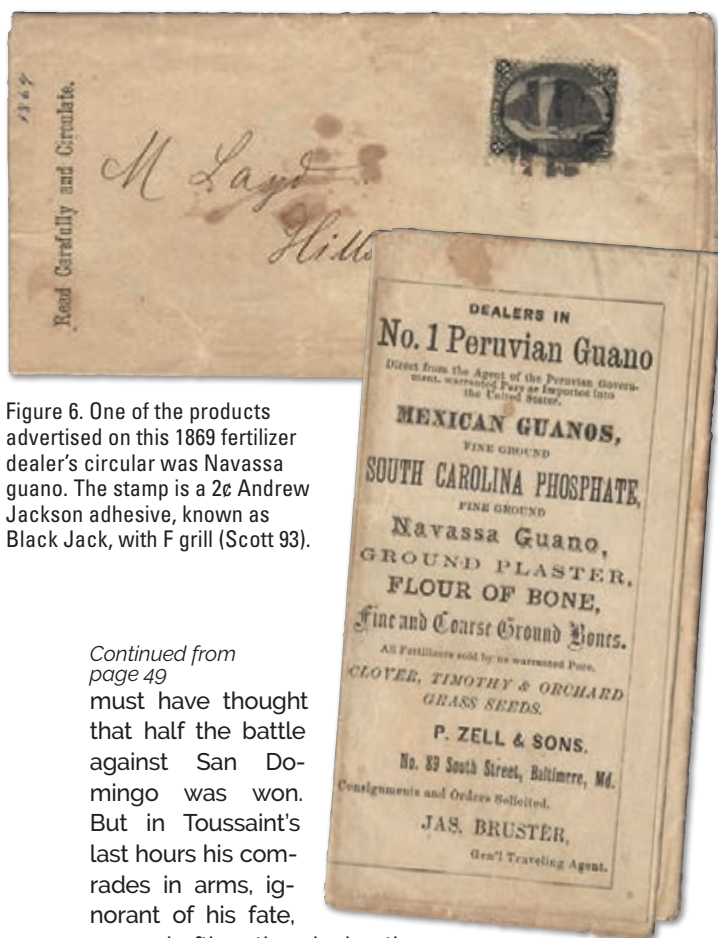 1869
Read Carefully and Circulate.
M Layd
Hills
DEALERS IN
No. 1 Peruvian Guano
Direct from the Agent of the Peruvian Govern-
ment, warranted Pure as Imported into
the United States.
MEXICAN GUANOS,
FINE GROUND
SOUTH CAROLINA PHOSPHATE,
FINE GROUND
Navassa Guano,
GROUND PLASTER,
FLOUR OF BONE,
Fine and Coarse Ground Bones.
All Fertilizers sold by us warranted Pure.
CLOVER, TIMOTHY & ORCHARD
GRASS SEEDS.
P. ZELL & SONS,
No. 89 South Street, Baltimore, Md.
Consignments and Orders Solicited.
JAS. BRUSTER,
Gen'l Traveling Agent.
Figure 6. One of the products
advertised on this 1869 fertilizer
dealer's circular was Navassa
guano. The stamp is a 2¢ Andrew
Jackson adhesive, known as
Black Jack, with F grill (Scott 93).
Continued from
page 49
must have thought
that half the battle
against San Do-
mingo was won.
But in Toussaint's
last hours his com-
rades in arms, ig-
norant of his fate,